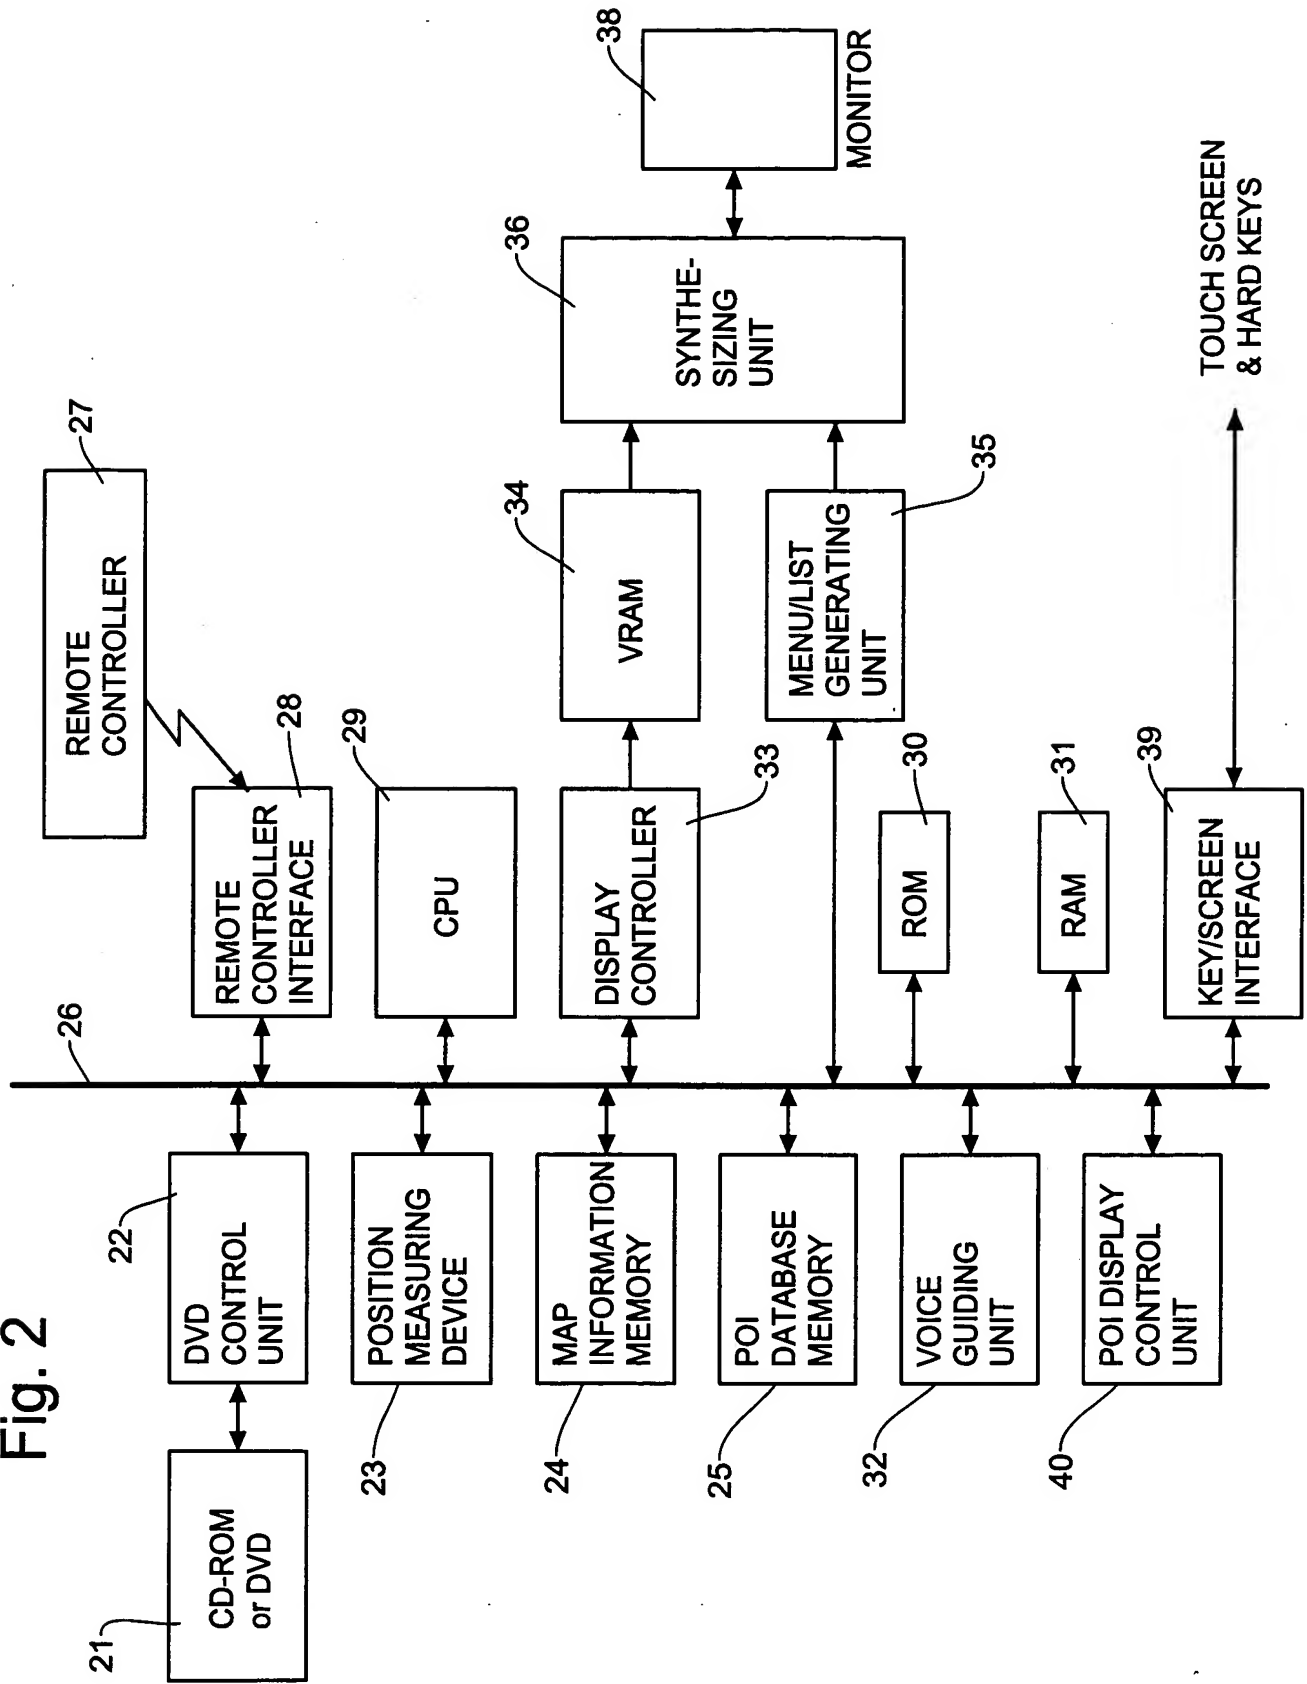 Fig. 2
21
CD-ROM
or DVD
22
DVD
CONTROL
UNIT
23
POSITION
MEASURING
DEVICE
24
MAP
INFORMATION
MEMORY
25
POI
DATABASE
MEMORY
32
VOICE
GUIDING
UNIT
40
POI DISPLAY
CONTROL
UNIT
26
27
REMOTE
CONTROLLER
28
REMOTE
CONTROLLER
INTERFACE
29
CPU
33
DISPLAY
CONTROLLER
34
VRAM
35
MENU/LIST
GENERATING
UNIT
36
SYNTHE-
SIZING
UNIT
38
MONITOR
30
ROM
31
RAM
39
KEY/SCREEN
INTERFACE
TOUCH SCREEN
& HARD KEYS